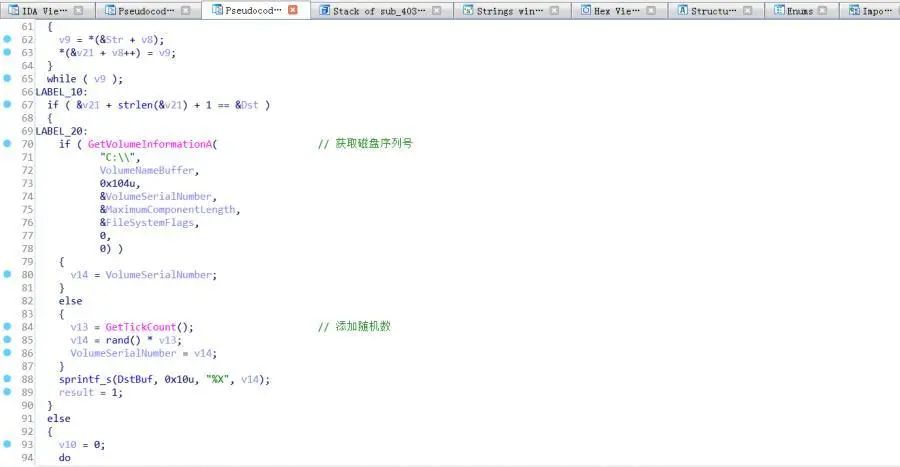 IDA Vie···
Pseudocod···
Pseudocod···
Stack of sub_403···
Strings win···
Hex Vie···
Structu···
Enums
Impo···
61 {
62 v9 = *(&Str + v8);
63 *(&v21 + v8++) = v9;
64 }
65 while ( v9 );
66 LABEL_10:
67 if ( &v21 + strlen(&v21) + 1 == &Dst )
68 {
69 LABEL_20:
70 if ( GetVolumeInformationA( // 获取磁盘序列号
71 "C:\\",
72 VolumeNameBuffer,
73 0x104u,
74 &VolumeSerialNumber,
75 &MaximumComponentLength,
76 &FileSystemFlags,
77 0,
78 0) )
79 {
80 v14 = VolumeSerialNumber;
81 }
82 else
83 {
84 v13 = GetTickCount(); // 添加随机数
85 v14 = rand() * v13;
86 VolumeSerialNumber = v14;
87 }
88 sprintf_s(DstBuf, 0x10u, "%X", v14);
89 result = 1;
90 }
91 else
92 {
93 v10 = 0;
94 do